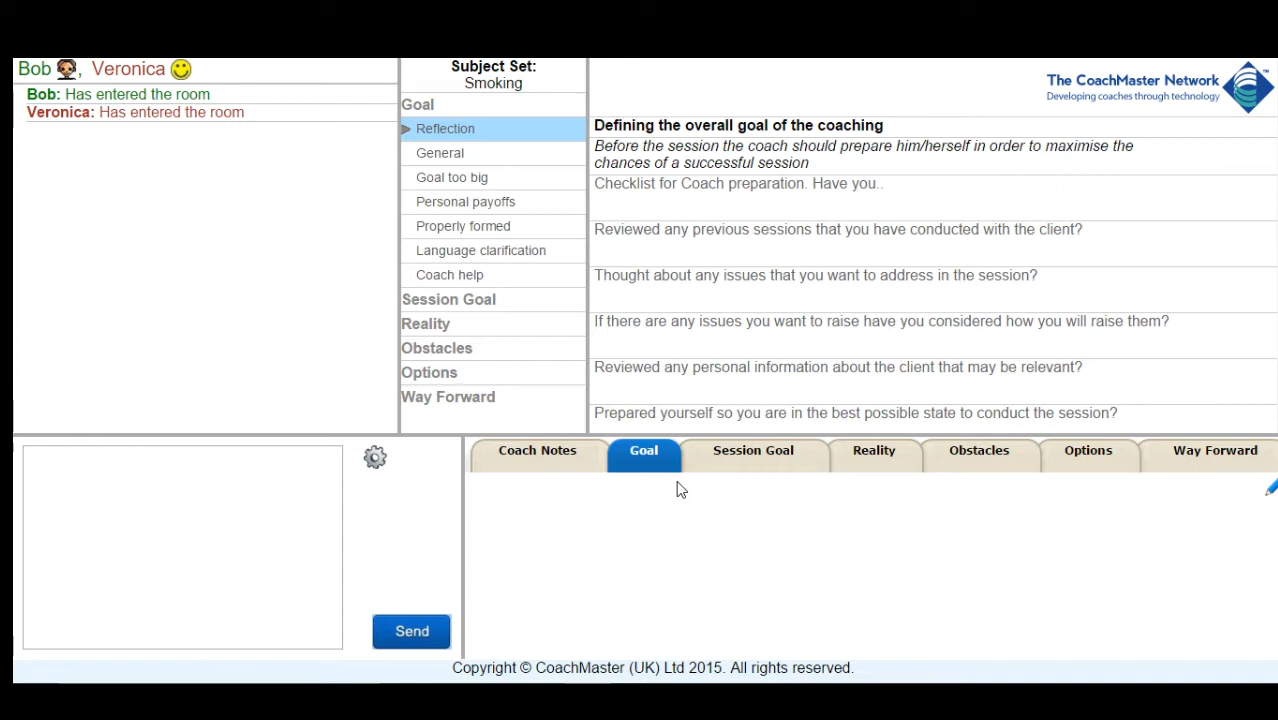 Bob , Veronica
Bob: Has entered the room
Veronica: Has entered the room
Subject Set:
Smoking
Goal
Reflection
General
Goal too big
Personal payoffs
Properly formed
Language clarification
Coach help
Session Goal
Reality
Obstacles
Options
Way Forward
The CoachMaster Network
Developing coaches through technology
TM
Defining the overall goal of the coaching
Before the session the coach should prepare him/herself in order to maximise the
chances of a successful session
Checklist for Coach preparation. Have you..
Reviewed any previous sessions that you have conducted with the client?
Thought about any issues that you want to address in the session?
If there are any issues you want to raise have you considered how you will raise them?
Reviewed any personal information about the client that may be relevant?
Prepared yourself so you are in the best possible state to conduct the session?
Coach Notes
Goal
Session Goal
Reality
Obstacles
Options
Way Forward
Send
Copyright © CoachMaster (UK) Ltd 2015. All rights reserved.